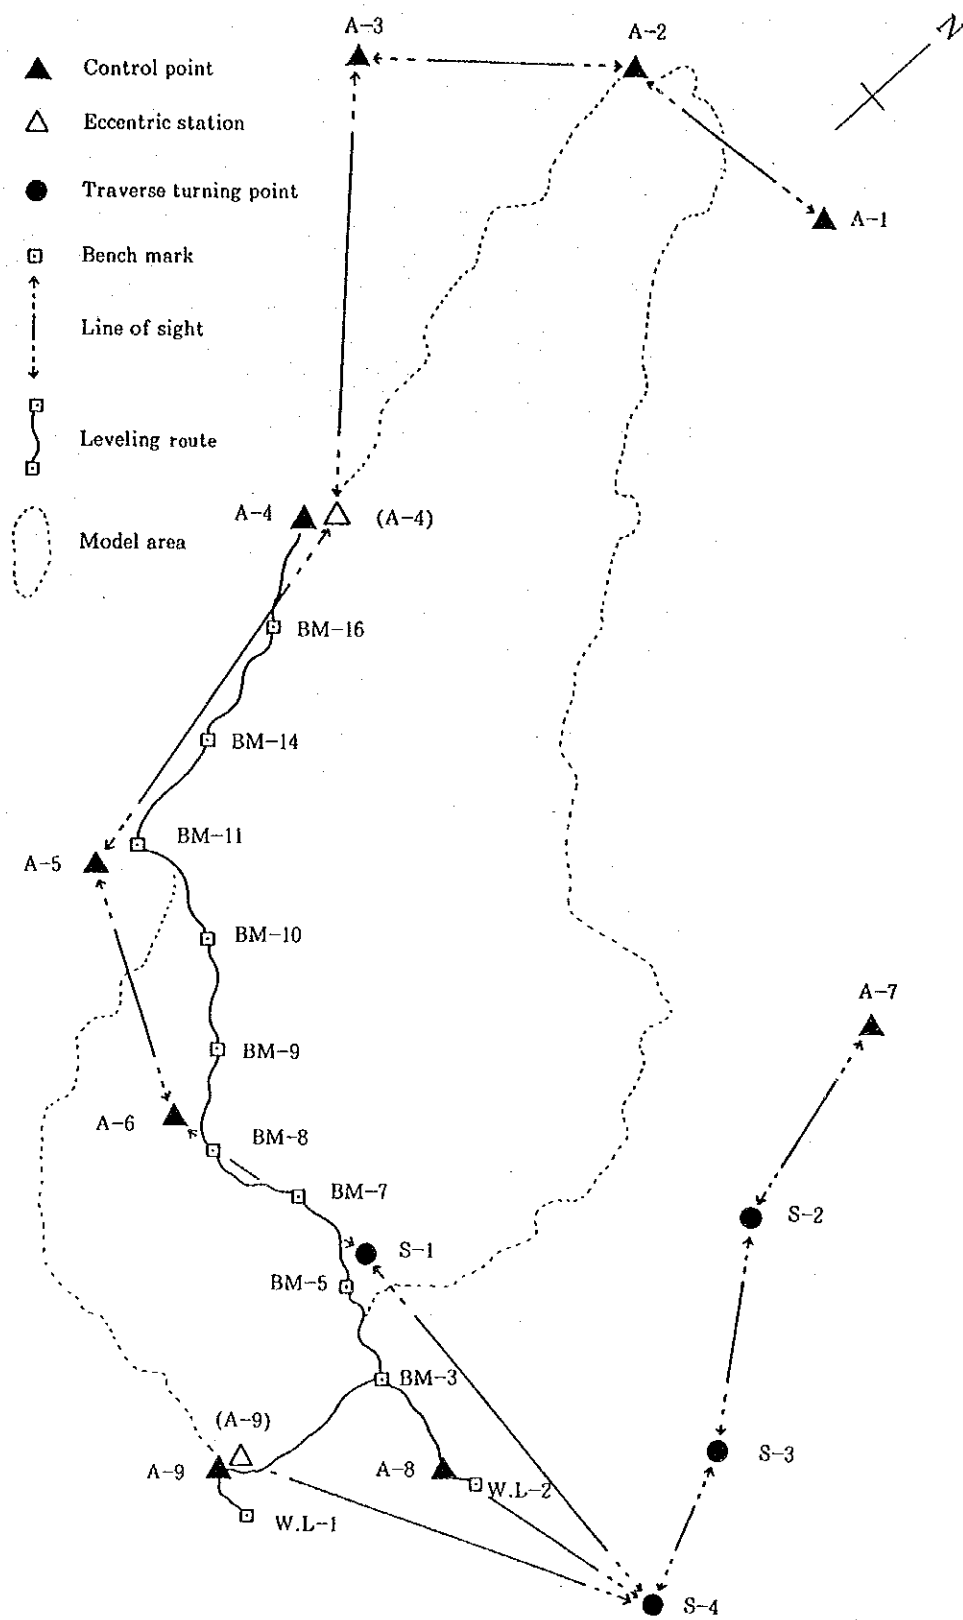 A-3
A-2
N
Control point
Eccentric station
Traverse turning point
A-1
Bench mark
Line of sight
Leveling route
A-4
(A-4)
Model area
BM-16
BM-14
BM-11
A-5
BM-10
A-7
BM-9
A-6
BM-8
BM-7
S-2
S-1
BM-5
BM-3
(A-9)
S-3
A-9
A-8
W.L-2
W.L-1
S-4